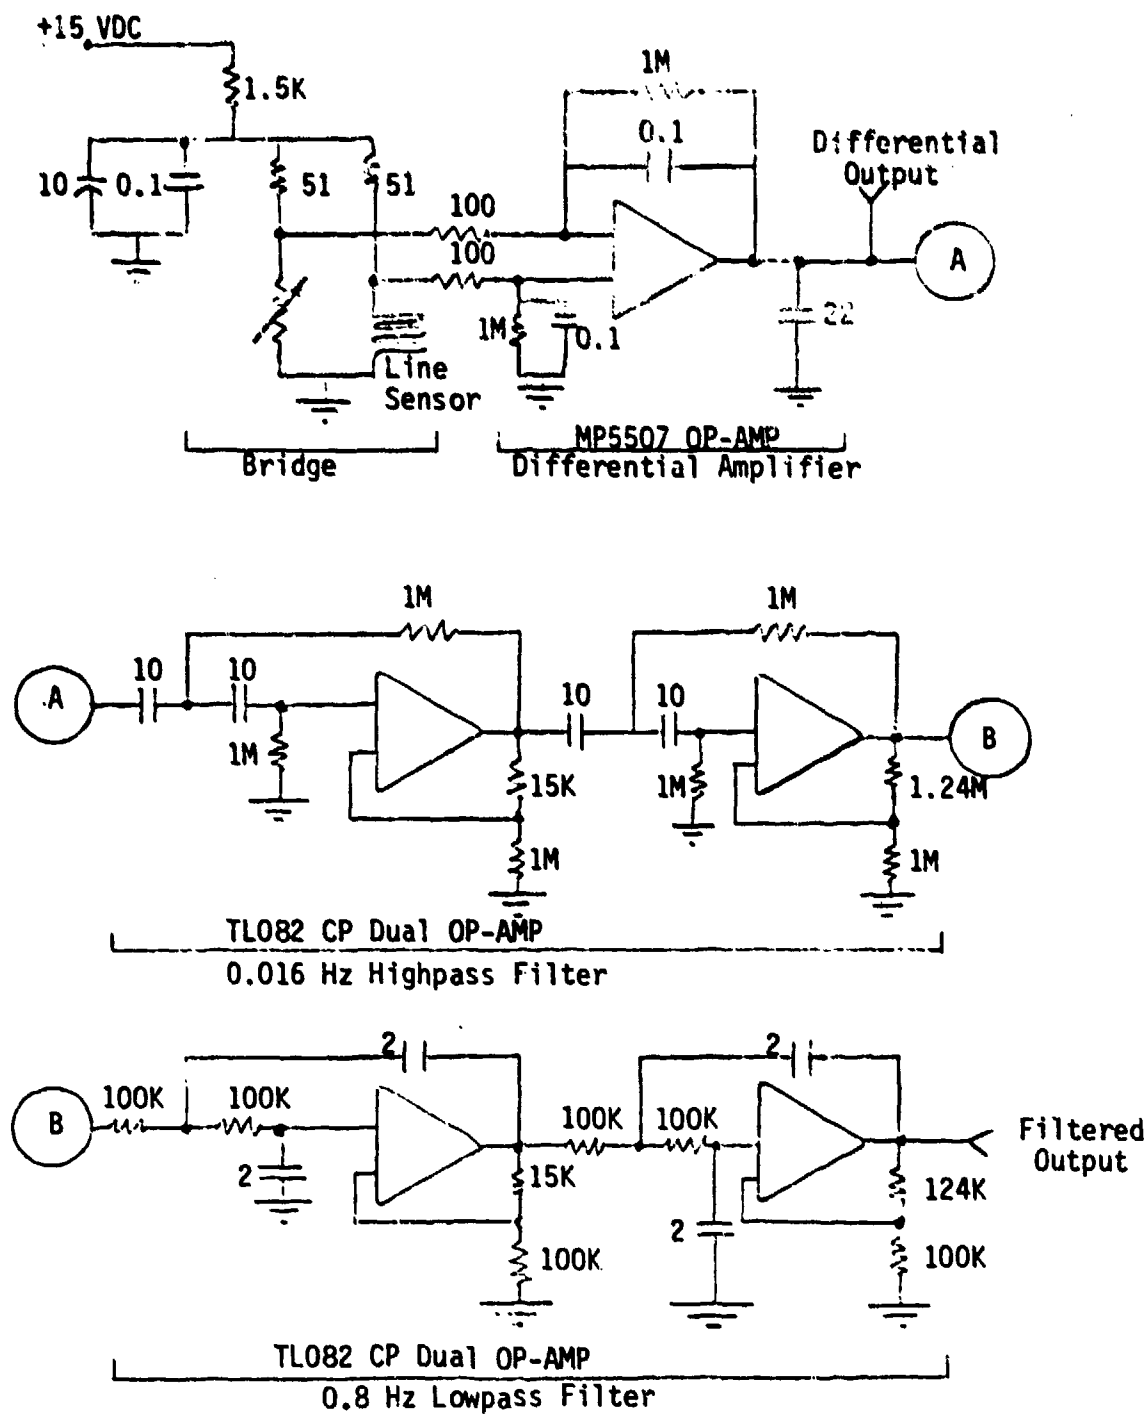 +15 VDC
1.5K
1M
0.1
Differential
Output
10
0.1
51
51
100
100
A
1M
0.1
22
Line
Sensor
MP5507 OP-AMP
Bridge
Differential Amplifier
1M
1M
A
10
10
10
10
B
1M
15K
1M
1.24M
1M
1M
TL082 CP Dual OP-AMP
0.016 Hz Highpass Filter
2
2
B
100K
100K
100K
100K
Filtered
Output
2
15K
124K
2
100K
100K
TL082 CP Dual OP-AMP
0.8 Hz Lowpass Filter